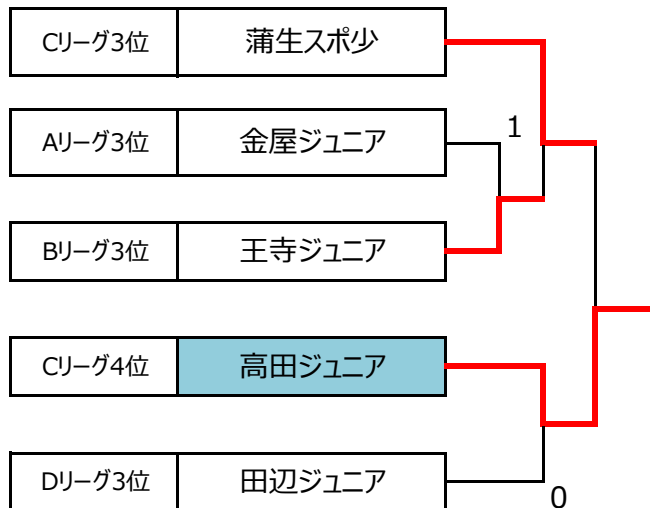 Cリーグ3位 蒲生スポ少
Aリーグ3位 金屋ジュニア 1
Bリーグ3位 王寺ジュニア
Cリーグ4位 高田ジュニア
Dリーグ3位 田辺ジュニア 0